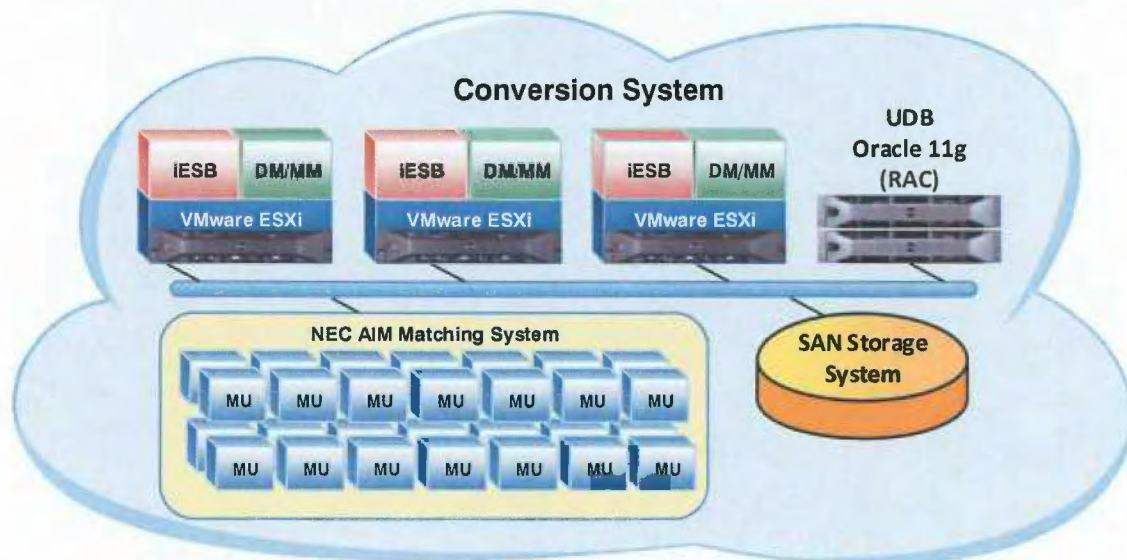 Conversion System
iESB DM/MM
VMware ESXi
iESB DM/MM
VMware ESXi
iESB DM/MM
VMware ESXi
UDB
Oracle 11g
(RAC)
NEC AIM Matching System
MU MU MU MU MU MU MU
MU MU MU MU MU MU MU
SAN Storage
System